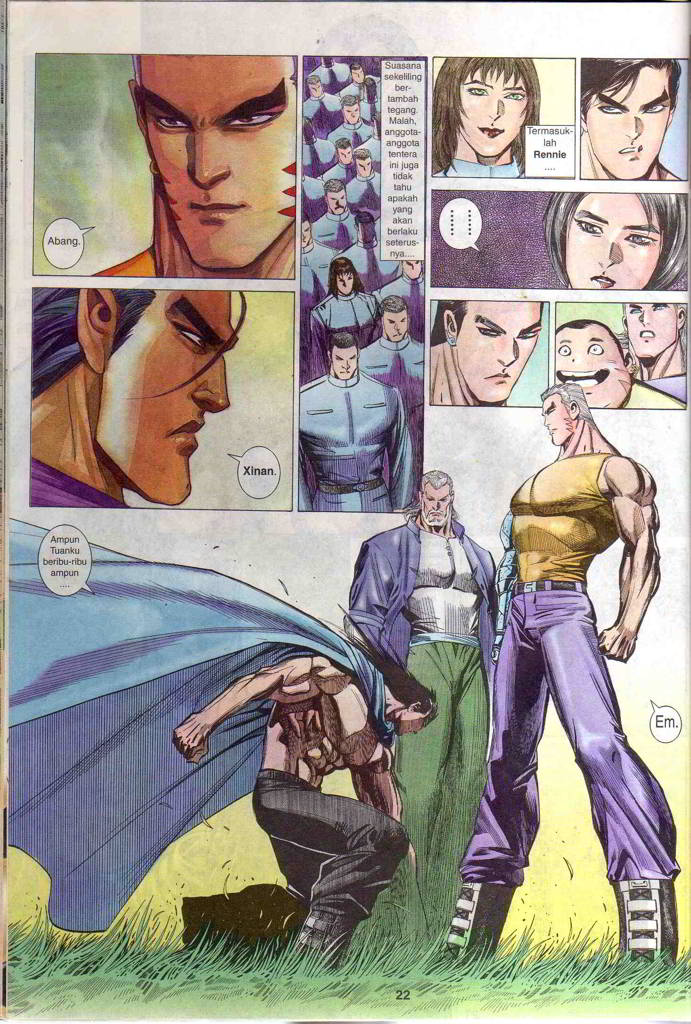 Abang.
Xinan.
Suasana
sekeliling
ber-
tambah
tegang.
Malah,
anggota-
anggota
tentera
ini juga
tidak
tahu
apakah
yang
akan
berlaku
seterus-
nya....
Termasuk-
lah
Rennie
....
......
Ampun
Tuanku
beribu-ribu
ampun
....
Em.
22